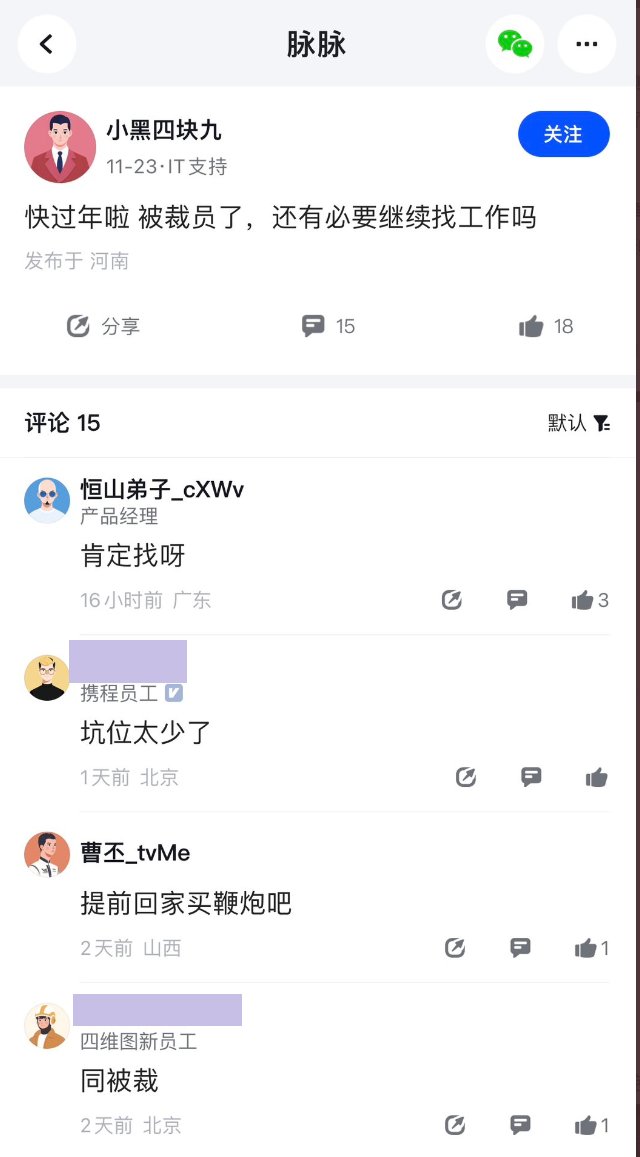 脉脉
小黑四块九
关注
11-23·IT支持
快过年啦 被裁员了，还有必要继续找工作吗
发布于 河南
分享 15 18
评论 15 默认
恒山弟子_cXWv
产品经理
肯定找呀
16小时前 广东 3
携程员工
坑位太少了
1天前 北京
曹丕_tvMe
提前回家买鞭炮吧
2天前 山西 1
四维图新员工
同被裁
2天前 北京 1